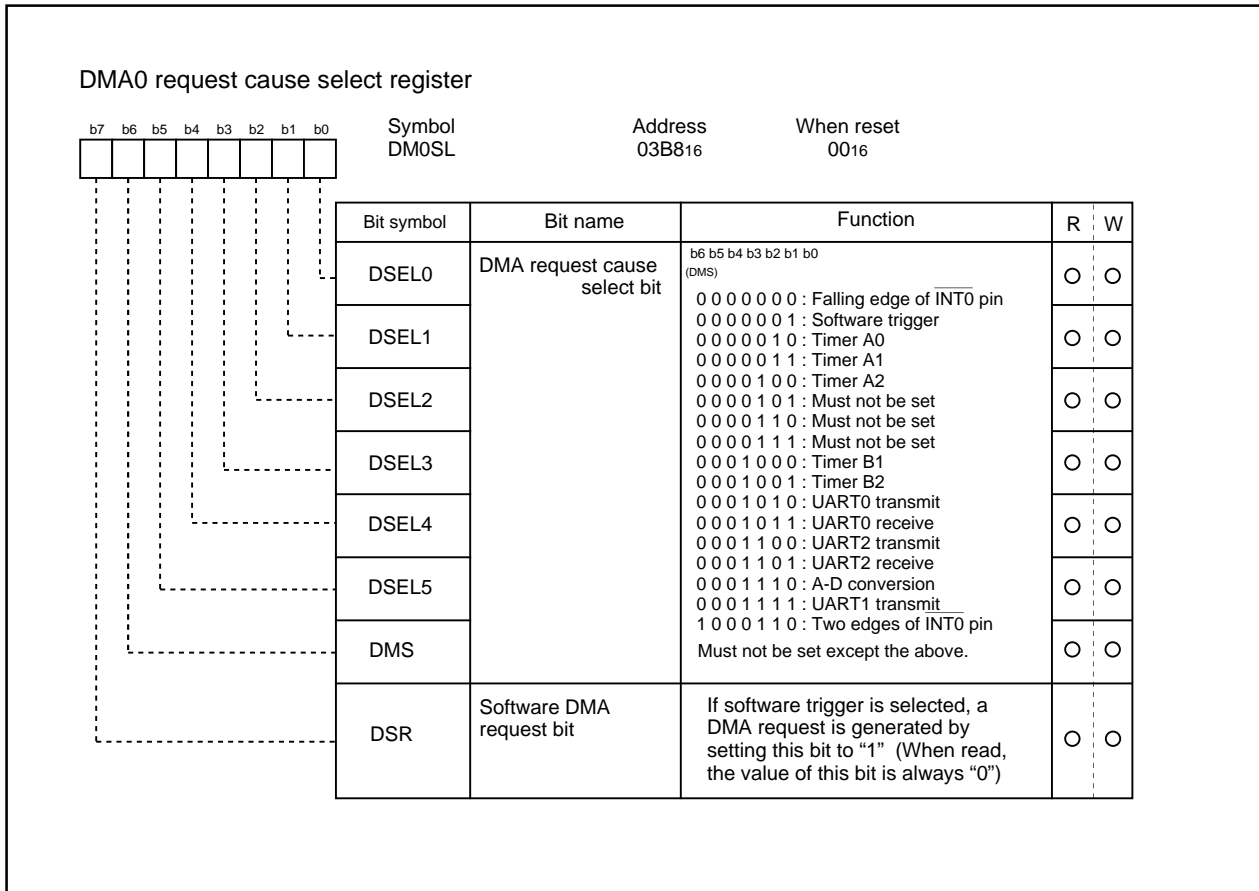 DMA0 request cause select register
b7 b6 b5 b4 b3 b2 b1 b0
Symbol Address When reset
DM0SL 03B816 0016
Bit symbol Bit name Function R W
DSEL0
DSEL1
DSEL2
DSEL3
DSEL4
DSEL5
DMS
DMA request cause
select bit
b6 b5 b4 b3 b2 b1 b0
(DMS)
0 0 0 0 0 0 0 : Falling edge of INT0 pin
0 0 0 0 0 0 1 : Software trigger
0 0 0 0 0 1 0 : Timer A0
0 0 0 0 0 1 1 : Timer A1
0 0 0 0 1 0 0 : Timer A2
0 0 0 0 1 0 1 : Must not be set
0 0 0 0 1 1 0 : Must not be set
0 0 0 0 1 1 1 : Must not be set
0 0 0 1 0 0 0 : Timer B1
0 0 0 1 0 0 1 : Timer B2
0 0 0 1 0 1 0 : UART0 transmit
0 0 0 1 0 1 1 : UART0 receive
0 0 0 1 1 0 0 : UART2 transmit
0 0 0 1 1 0 1 : UART2 receive
0 0 0 1 1 1 0 : A-D conversion
0 0 0 1 1 1 1 : UART1 transmit
1 0 0 0 1 1 0 : Two edges of INT0 pin
Must not be set except the above.
DSR
Software DMA
request bit
If software trigger is selected, a
DMA request is generated by
setting this bit to “1” (When read,
the value of this bit is always “0”)